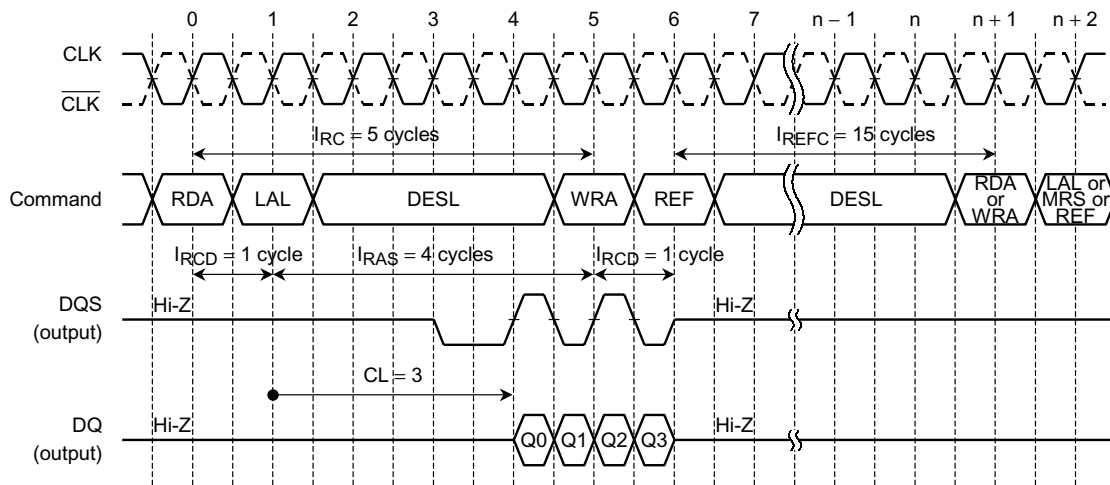 0 1 2 3 4 5 6 7 n − 1 n n + 1 n + 2
CLK
CLK
IRC = 5 cycles
IREFC = 15 cycles
Command
RDA
LAL
DESL
WRA
REF
DESL
RDA
or
WRA
LAL or
MRS or
REF
IRCD = 1 cycle
IRAS = 4 cycles
IRCD = 1 cycle
DQS
(output)
Hi-Z
Hi-Z
CL = 3
DQ
(output)
Hi-Z
Q0 Q1 Q2 Q3
Hi-Z